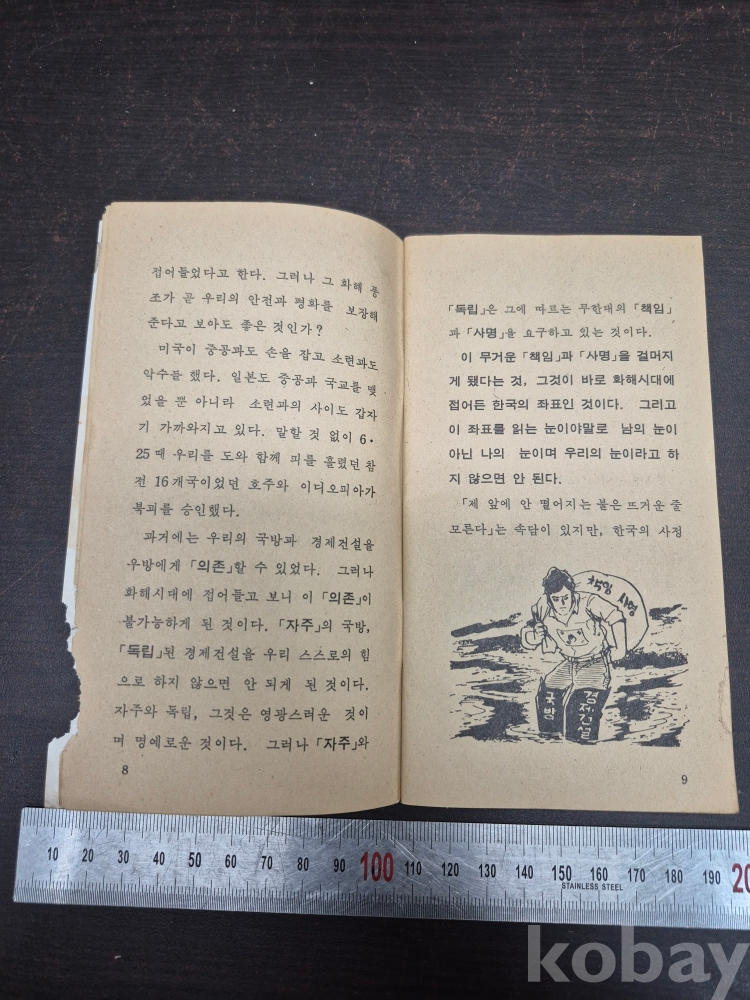 접어들었다고 한다. 그러나 그 화해 풍
조가 곧 우리의 안전과 평화를 보장해
준다고 보아도 좋은 것인가?
미국이 중공과도 손을 잡고 소련과도
악수를 했다. 일본도 중공과 국교를 맺
었을 뿐 아니라 소련과의 사이도 갑자
기 가까와지고 있다. 말할 것 없이 6·
25 때 우리를 도와 함께 피를 흘렸던 참
전 16개국이었던 호주와 이디오피아가
북괴를 승인했다.
과거에는 우리의 국방과 경제건설을
우방에게 「의존」할 수 있었다. 그러나
화해시대에 접어들고 보니 이 「의존」이
불가능하게 된 것이다. 「자주」의 국방,
「독립」된 경제건설을 우리 스스로의 힘
으로 하지 않으면 안 되게 된 것이다.
자주와 독립, 그것은 영광스러운 것이
며 명예로운 것이다. 그러나 「자주」와
8
「독립」은 그에 따르는 무한대의 「책임」
과 「사명」을 요구하고 있는 것이다.
이 무거운 「책임」과 「사명」을 걸머지
게 됐다는 것, 그것이 바로 화해시대에
접어든 한국의 좌표인 것이다. 그리고
이 좌표를 읽는 눈이야말로 남의 눈이
아닌 나의 눈이며 우리의 눈이라고 하
지 않으면 안 된다.
「제 앞에 안 떨어지는 불은 뜨거운 줄
모른다」는 속담이 있지만, 한국의 사정
책임 사명
국방
경제건설
9
10 20 30 40 50 60 70 80 90 100 110 120 130 140 150 160 170 180 190 20
STAINLESS STEEL
kobay